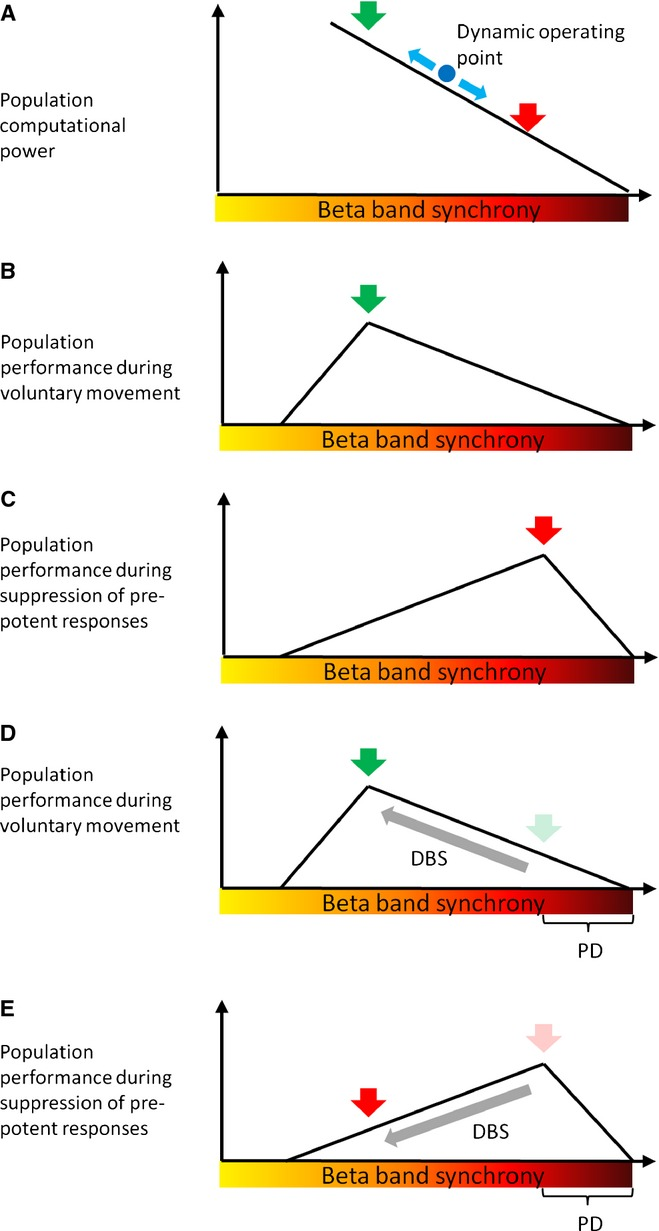 A
Population
computational
power
Dynamic operating
point
Beta band synchrony
B
Population
performance during
voluntary movement
Beta band synchrony
C
Population
performance during
suppression of pre-
potent responses
Beta band synchrony
D
Population
performance during
voluntary movement
DBS
Beta band synchrony
PD
E
Population
performance during
suppression of pre-
potent responses
DBS
Beta band synchrony
PD